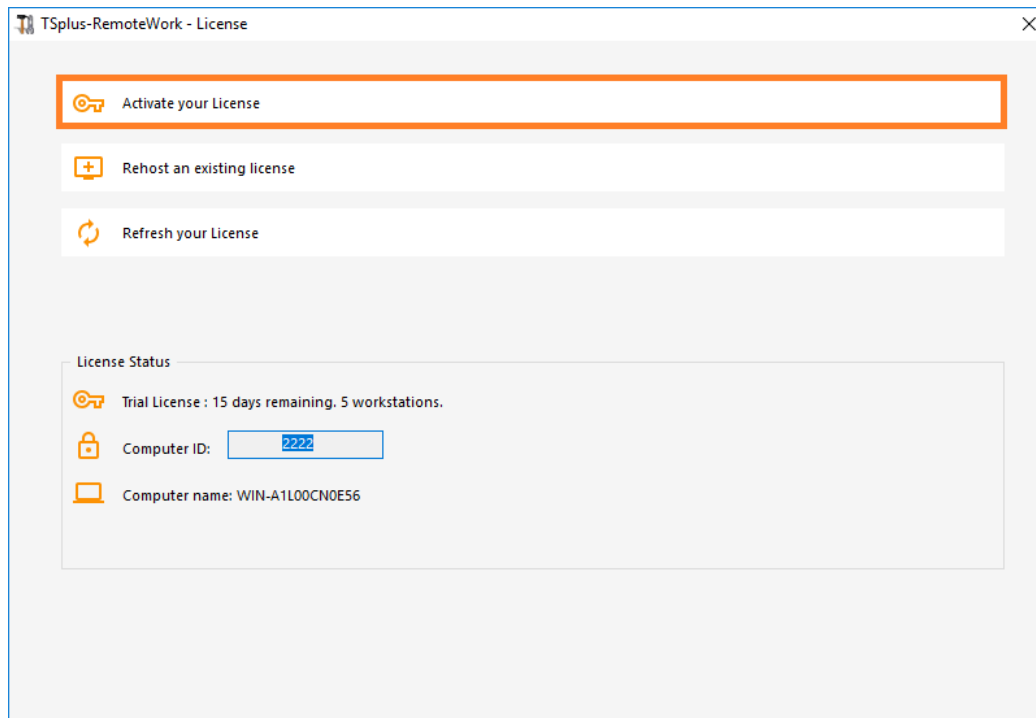 TSplus-RemoteWork - License
Activate your License
Rehost an existing license
Refresh your License
License Status
Trial License : 15 days remaining. 5 workstations.
Computer ID: 2222
Computer name: WIN-A1L00CN0E56